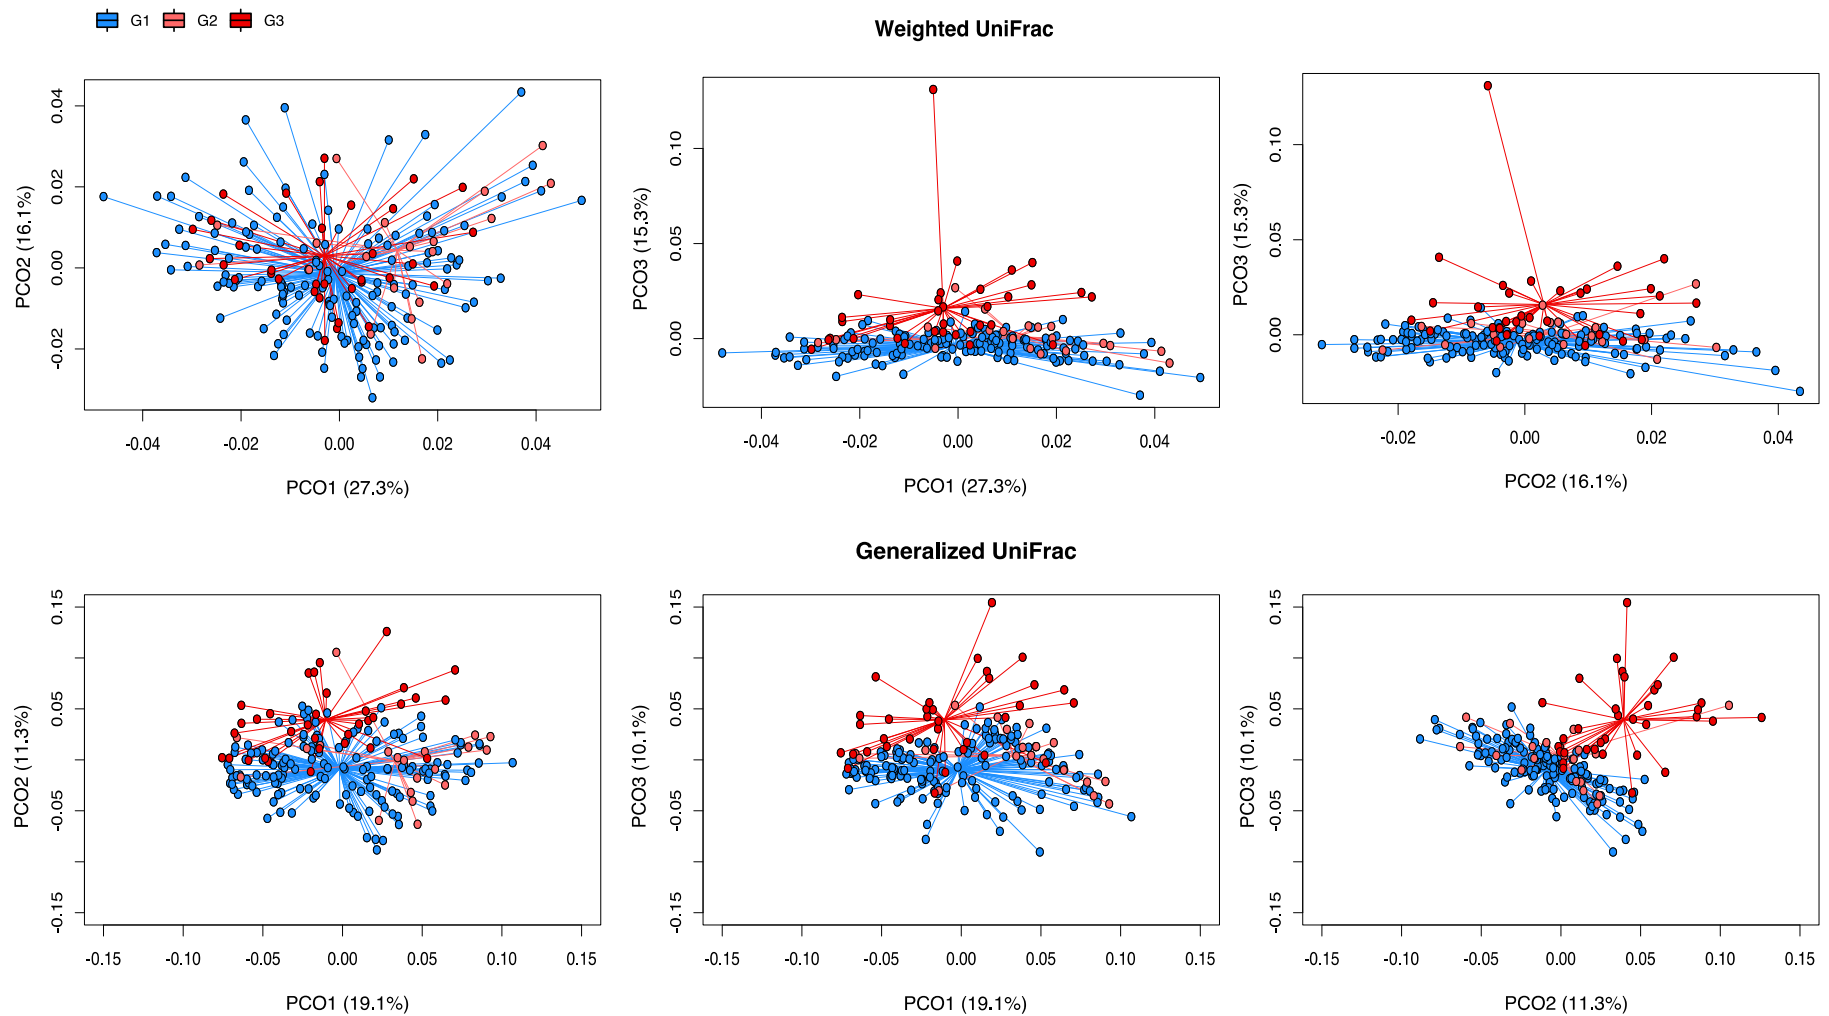 G1 G2 G3
Weighted UniFrac
0.04
0.02
0.00
-0.02
PCO2 (16.1%)
-0.04 -0.02 0.00 0.02 0.04
PCO1 (27.3%)
0.10
0.05
0.00
PCO3 (15.3%)
-0.04 -0.02 0.00 0.02 0.04
PCO1 (27.3%)
0.10
0.05
0.00
PCO3 (15.3%)
-0.02 0.00 0.02 0.04
PCO2 (16.1%)
Generalized UniFrac
0.15
0.05
-0.05
-0.15
PCO2 (11.3%)
-0.15 -0.10 -0.05 0.00 0.05 0.10 0.15
PCO1 (19.1%)
0.15
0.05
-0.05
-0.15
PCO3 (10.1%)
-0.15 -0.10 -0.05 0.00 0.05 0.10 0.15
PCO1 (19.1%)
0.15
0.05
-0.05
-0.15
PCO3 (10.1%)
-0.15 -0.10 -0.05 0.00 0.05 0.10 0.15
PCO2 (11.3%)